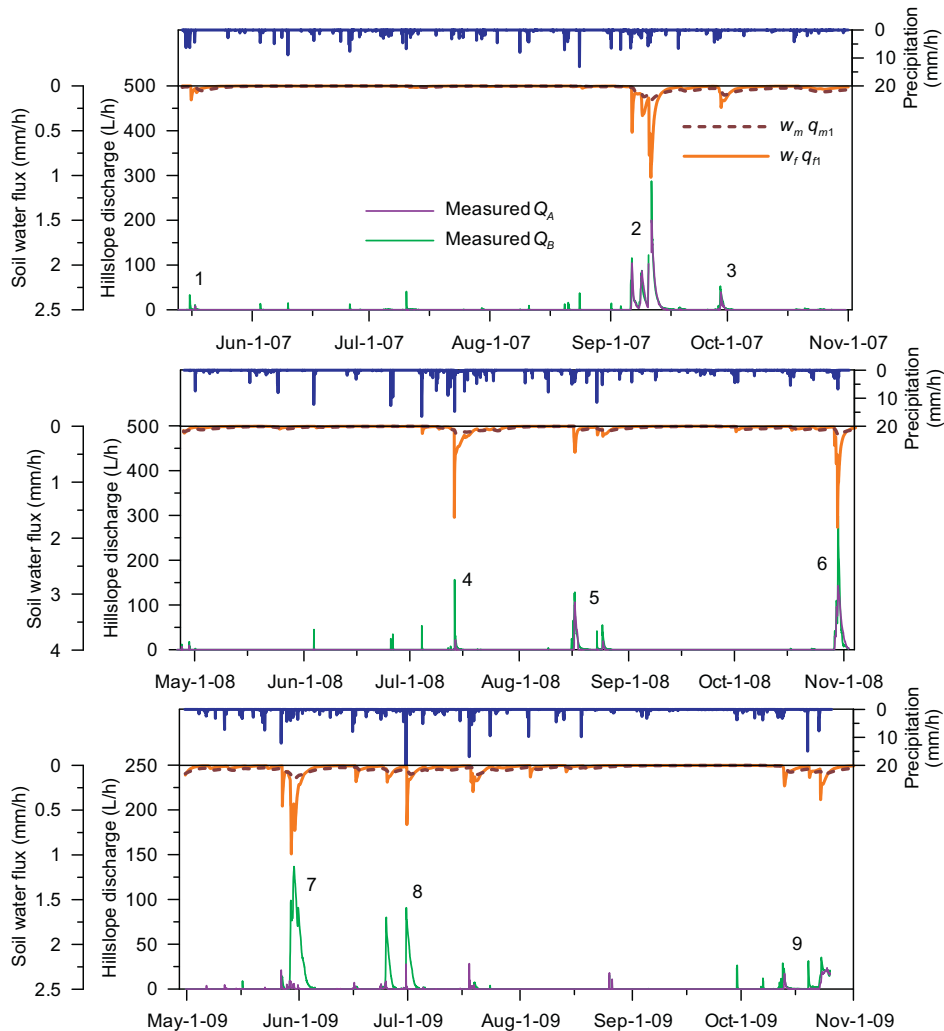 0
5
10
15
20
Precipitation
(mm/h)
0
0.5
1
1.5
2
2.5
Soil water flux (mm/h)
500
400
300
200
100
0
Hillslope discharge (L/h)
w_m q_m1
w_f q_f1
Measured Q_A
Measured Q_B
1
2
3
Jun-1-07
Jul-1-07
Aug-1-07
Sep-1-07
Oct-1-07
Nov-1-07
0
10
20
Precipitation
(mm/h)
0
1
2
3
4
Soil water flux (mm/h)
500
400
300
200
100
0
Hillslope discharge (L/h)
4
5
6
May-1-08
Jun-1-08
Jul-1-08
Aug-1-08
Sep-1-08
Oct-1-08
Nov-1-08
0
5
10
15
20
Precipitation
(mm/h)
0
0.5
1
1.5
2
2.5
Soil water flux (mm/h)
250
200
150
100
50
0
Hillslope discharge (L/h)
7
8
9
May-1-09
Jun-1-09
Jul-1-09
Aug-1-09
Sep-1-09
Oct-1-09
Nov-1-09